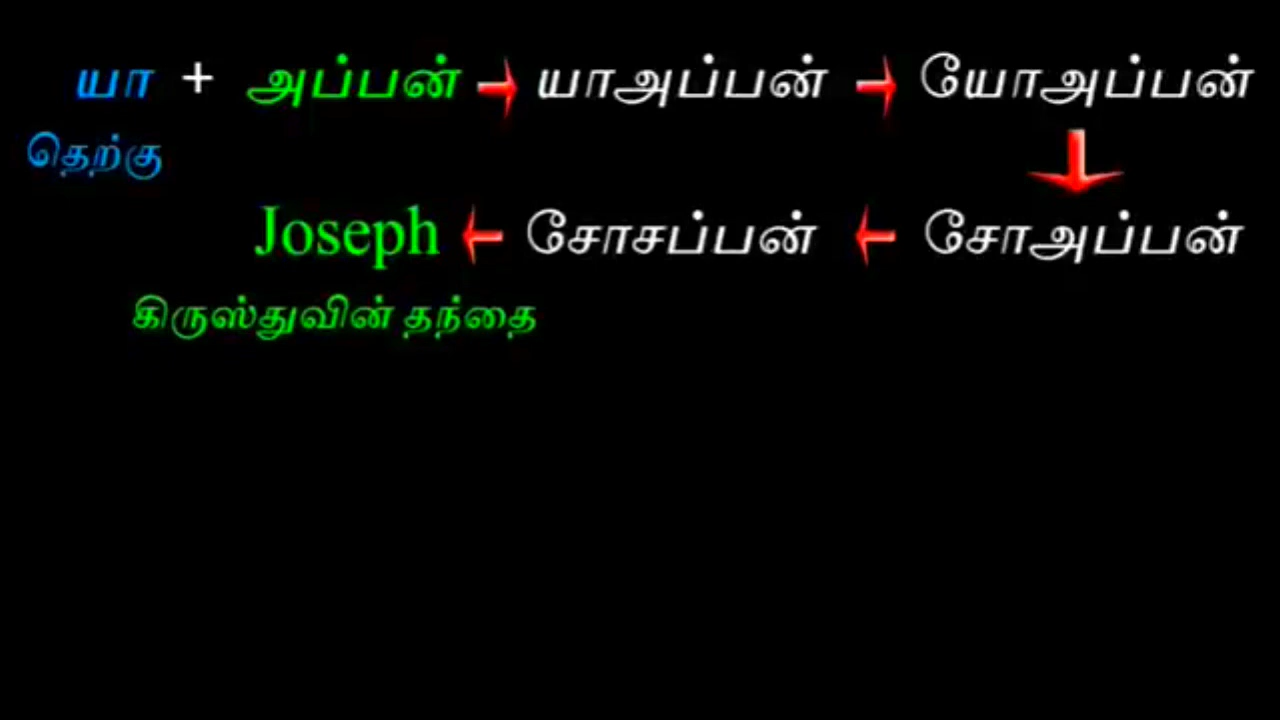 யா + அப்பன் → யாஅப்பன் → யோஅப்பன்
தெற்கு
Joseph ← சோசப்பன் ← சோஅப்பன்
கிருஸ்துவின் தந்தை